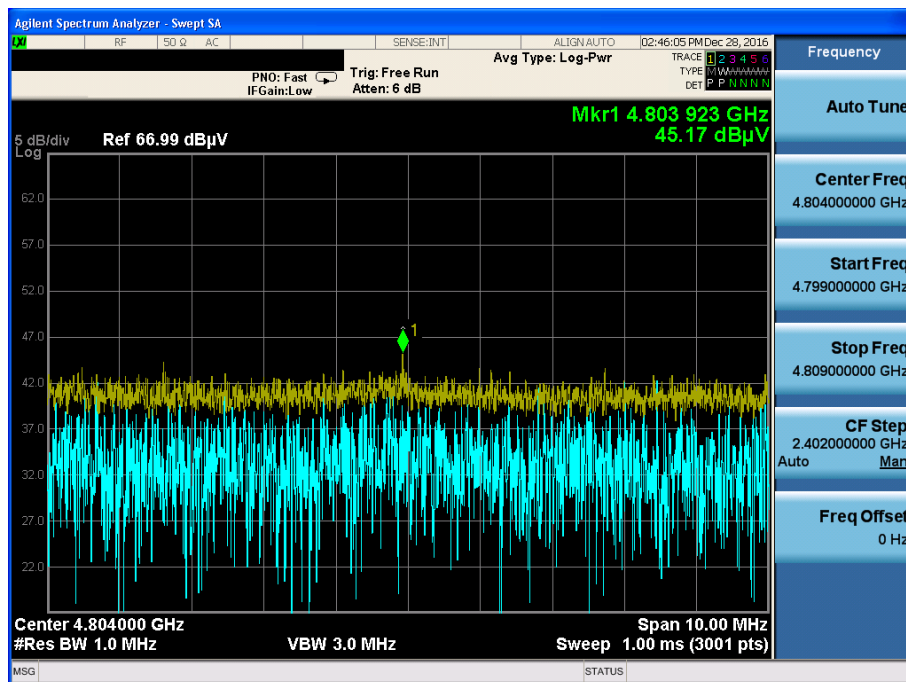 Agilent Spectrum Analyzer - Swept SA
LXI RF 50 Ω AC SENSE:INT ALIGN AUTO 02:46:05 PM Dec 28, 2016
Frequency
Avg Type: Log-Pwr TRACE 1 2 3 4 5 6
PNO: Fast Trig: Free Run TYPE M W W W W W
IFGain:Low Atten: 6 dB DET P P N N N N
Auto Tune
Mkr1 4.803 923 GHz
45.17 dBµV
5 dB/div Ref 66.99 dBµV
Log
Center Freq
4.804000000 GHz
62.0
57.0
Start Freq
4.799000000 GHz
52.0
47.0
1
Stop Freq
4.809000000 GHz
42.0
37.0
CF Step
2.402000000 GHz
Auto Man
32.0
27.0
Freq Offset
0 Hz
22.0
Center 4.804000 GHz Span 10.00 MHz
#Res BW 1.0 MHz VBW 3.0 MHz Sweep 1.00 ms (3001 pts)
MSG STATUS